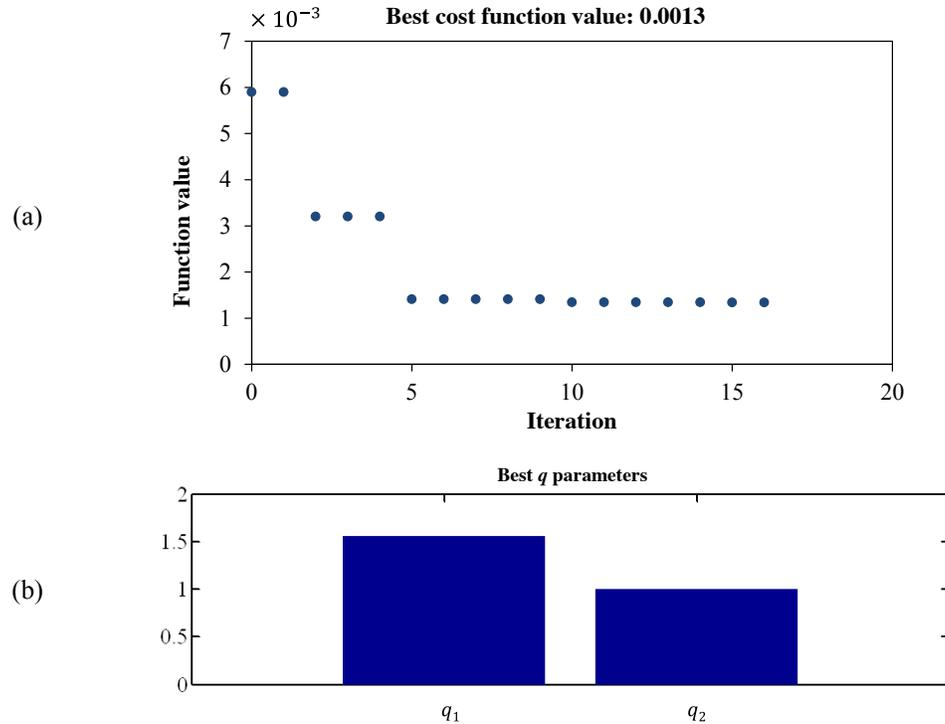 × 10⁻³
Best cost function value: 0.0013
7
6
5
4
3
2
1
0
Function value
(a)
0 5 10 15 20
Iteration
Best q parameters
2
1.5
1
0.5
0
(b)
q₁ q₂